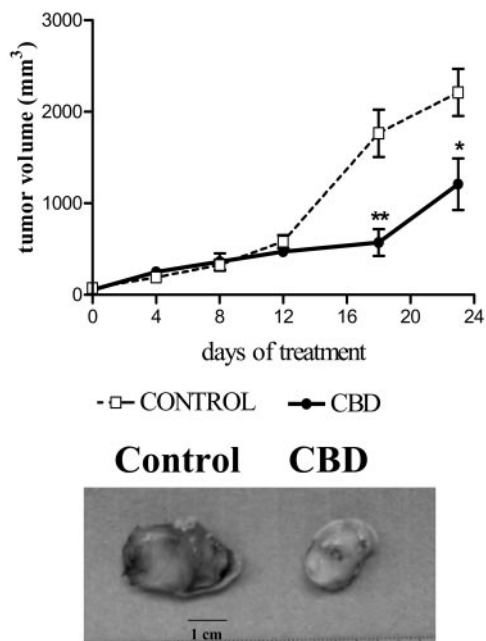 tumor volume (mm³)
3000
2000
1000
0
**
*
0 4 8 12 16 20 24
days of treatment
CONTROL CBD
Control CBD
1 cm